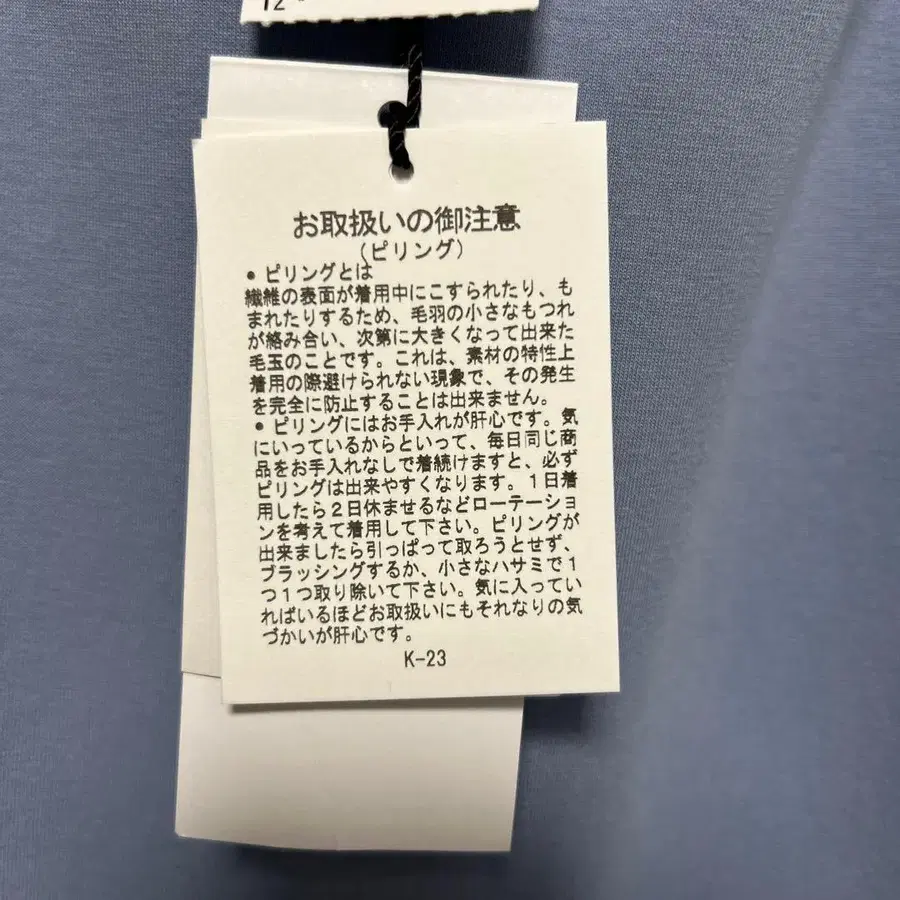 12
お取扱いの御注意
(ピリング)
● ピリングとは
繊維の表面が着用中にこすられたり、も
まれたりするため、毛羽の小さなもつれ
が絡み合い、次第に大きくなって出来た
毛玉のことです。これは、素材の特性上
着用の際避けられない現象で、その発生
を完全に防止することは出来ません。
● ピリングにはお手入れが肝心です。気
にいっているからといって、毎日同じ商
品をお手入れなしで着続けますと、必ず
ピリングは出来やすくなります。1日着
用したら2日休ませるなどローテーショ
ンを考えて着用して下さい。ピリングが
出来ましたら引っぱって取ろうとせず、
ブラッシングするか、小さなハサミで1
つ1つ取り除いて下さい。気に入ってい
ればいるほどお取扱いにもそれなりの気
づかいが肝心です。
K-23